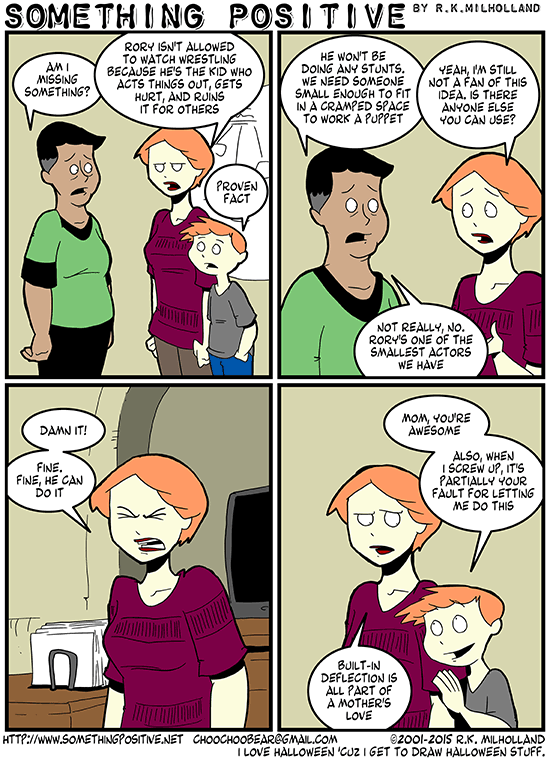 SOMETHING POSITIVE BY R.K.MILHOLLAND
AM I
MISSING
SOMETHING?
RORY ISN'T ALLOWED
TO WATCH WRESTLING
BECAUSE HE'S THE KID WHO
ACTS THINGS OUT, GETS
HURT, AND RUINS
IT FOR OTHERS
PROVEN
FACT
HE WON'T BE
DOING ANY STUNTS.
WE NEED SOMEONE
SMALL ENOUGH TO FIT
IN A CRAMPED SPACE
TO WORK A PUPPET
YEAH, I'M STILL
NOT A FAN OF THIS
IDEA. IS THERE
ANYONE ELSE
YOU CAN USE?
NOT REALLY, NO.
RORY'S ONE OF THE
SMALLEST ACTORS
WE HAVE
DAMN IT!
FINE.
FINE, HE CAN
DO IT
MOM, YOU'RE
AWESOME
ALSO, WHEN
I SCREW UP, IT'S
PARTIALLY YOUR
FAULT FOR LETTING
ME DO THIS
BUILT-IN
DEFLECTION IS
ALL PART OF
A MOTHER'S
LOVE
HTTP://WWW.SOMETHINGPOSITIVE.NET CHOOCHOOBEAR@GMAIL.COM ©2001-2015 R.K. MILHOLLAND
I LOVE HALLOWEEN 'CUZ I GET TO DRAW HALLOWEEN STUFF.